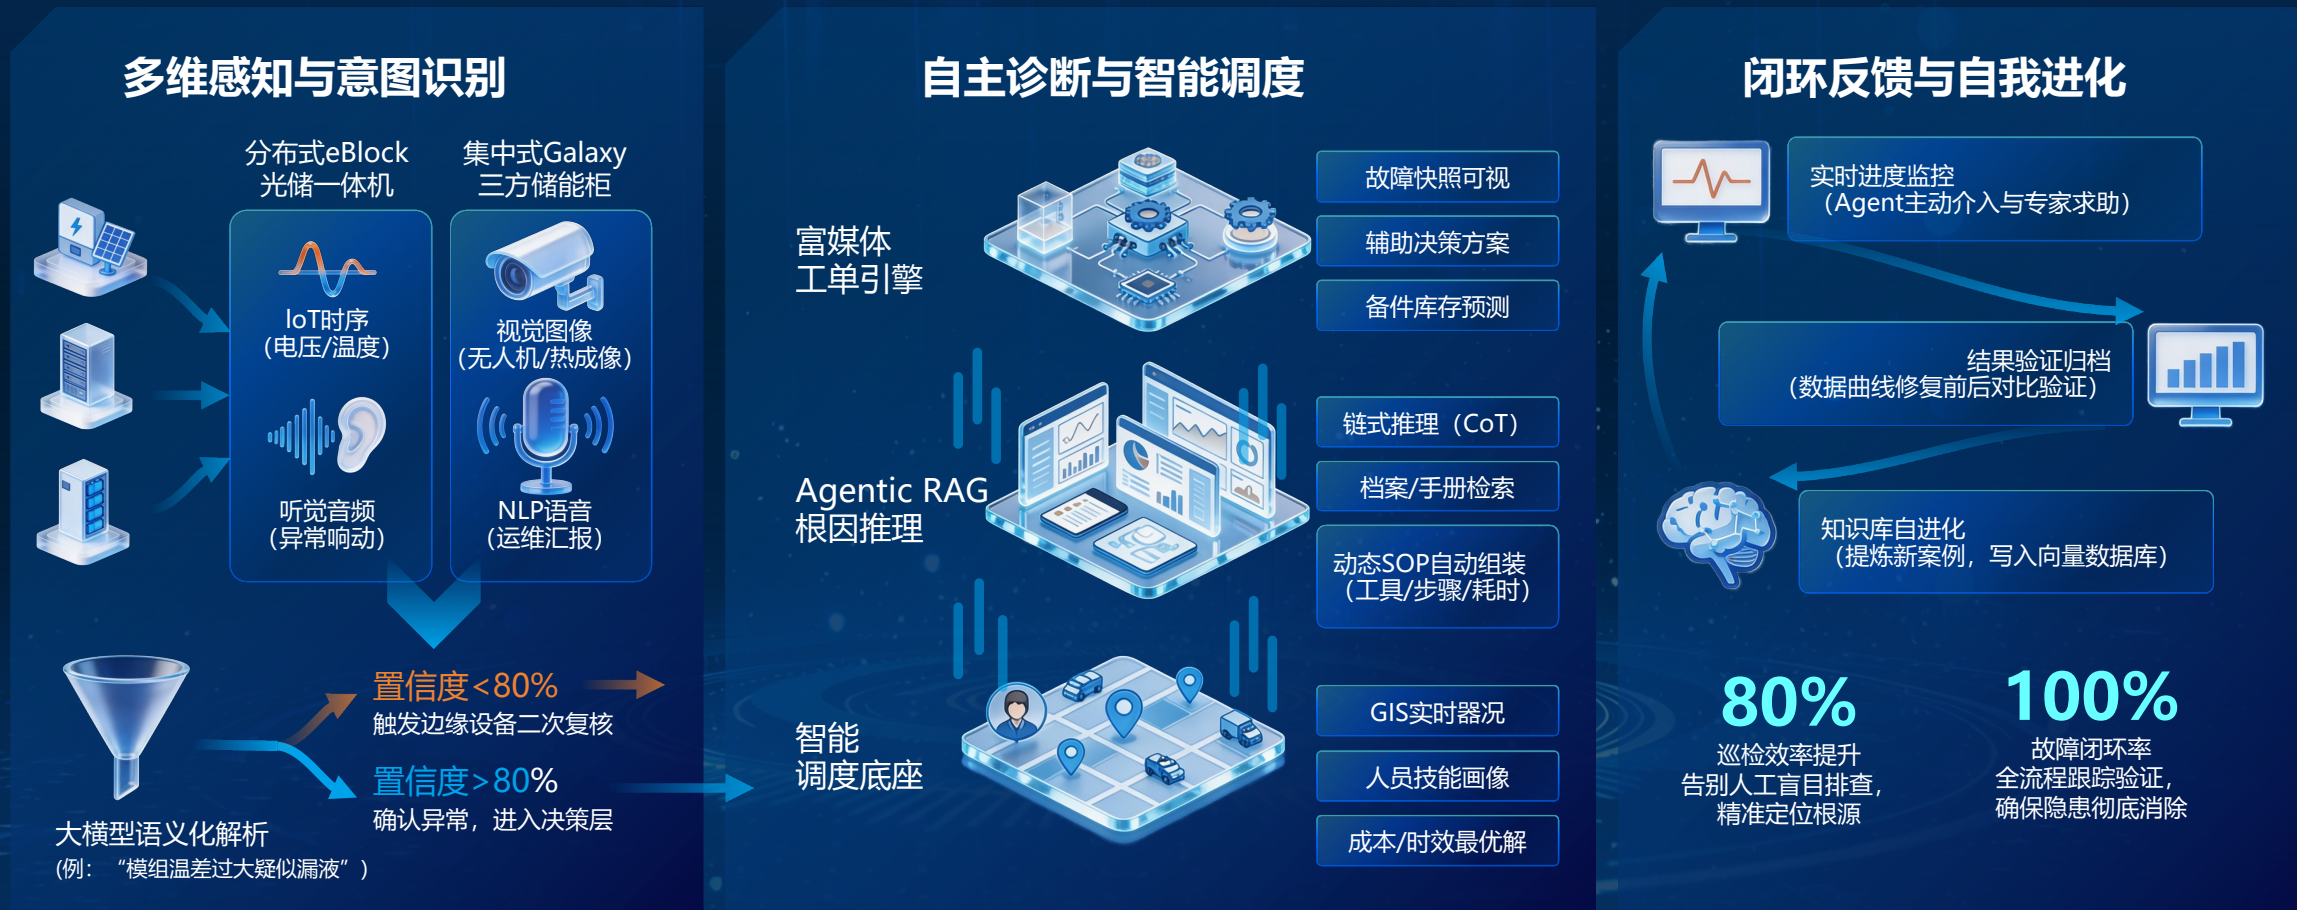 多维感知与意图识别
分布式eBlock
光储一体机
集中式Galaxy
三方储能柜
IoT时序
（电压/温度）
视觉图像
（无人机/热成像）
听觉音频
（异常响动）
NLP语音
（运维汇报）
置信度<80%
触发边缘设备二次复核
置信度>80%
确认异常，进入决策层
大横型语义化解析
(例：“模组温差过大疑似漏液”)
自主诊断与智能调度
富媒体
工单引擎
故障快照可视
辅助决策方案
备件库存预测
Agentic RAG
根因推理
链式推理（CoT）
档案/手册检索
动态SOP自动组装
（工具/步骤/耗时）
智能
调度底座
GIS实时器况
人员技能画像
成本/时效最优解
闭环反馈与自我进化
实时进度监控
（Agent主动介入与专家求助）
结果验证归档
（数据曲线修复前后对比验证）
知识库自进化
（提炼新案例，写入向量数据库）
80%
巡检效率提升
告别人工盲目排查，
精准定位根源
100%
故障闭环率
全流程跟踪验证，
确保隐患彻底消除